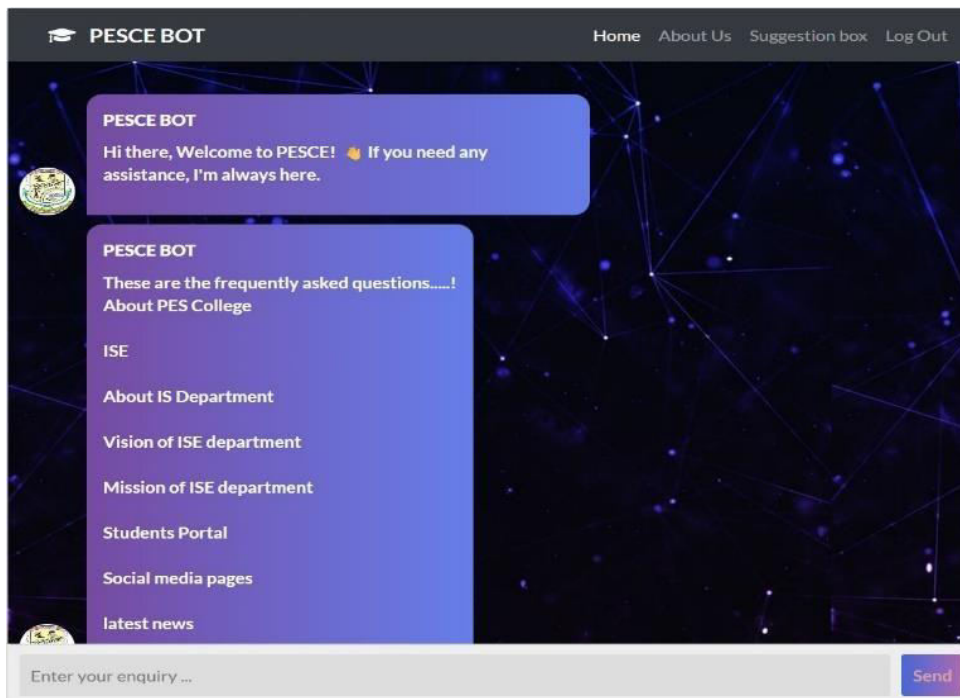 PESCE BOT
Home About Us Suggestion box Log Out
PESCE BOT
Hi there, Welcome to PESCE! 👋 If you need any
assistance, I'm always here.
PESCE BOT
These are the frequently asked questions.....!
About PES College
ISE
About IS Department
Vision of ISE department
Mission of ISE department
Students Portal
Social media pages
latest news
Enter your enquiry ...
Send